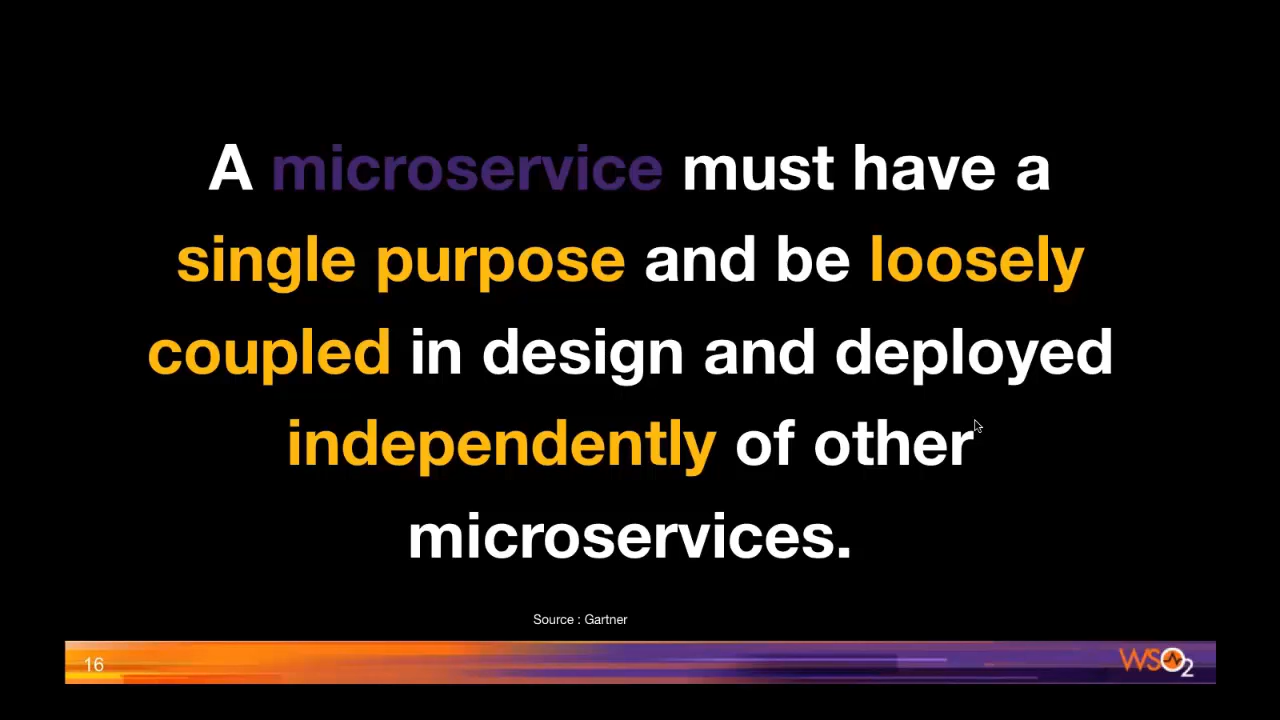 A microservice must have a
single purpose and be loosely
coupled in design and deployed
independently of other
microservices.
Source : Gartner
16
WSO2